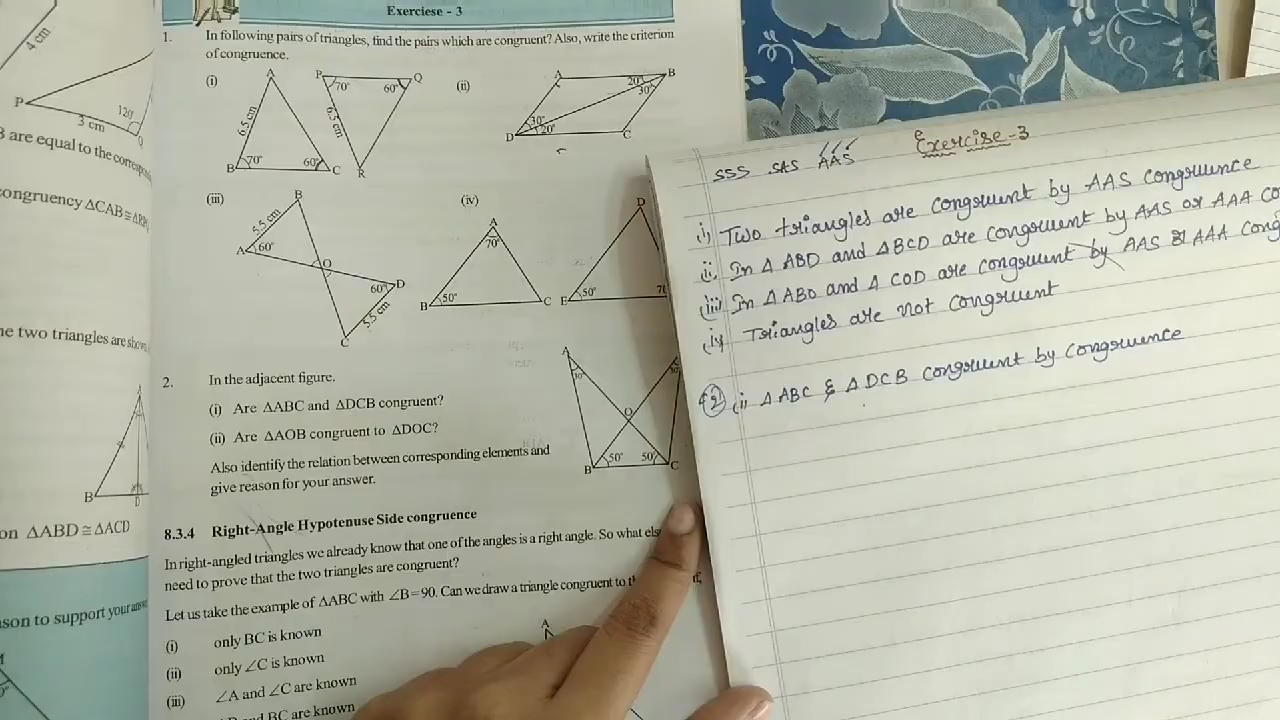 Exerciese - 3
1. In following pairs of triangles, find the pairs which are congruent? Also, write the criterion
of congruence.
(i)
A
6.5 cm
B
70°
60°
C
P
70°
60°
Q
6.5 cm
R
(ii)
A
20°
B
30°
30°
D
20°
C
(iii)
B
5.5 cm
A
60°
O
60°
D
5.5 cm
C
(iv)
A
70°
B
50°
C
D
E
50°
2. In the adjacent figure.
(i) Are ΔABC and ΔDCB congruent?
(ii) Are ΔAOB congruent to ΔDOC?
Also identify the relation between corresponding elements and
give reason for your answer.
A
30°
O
B
50°
50°
C
8.3.4 Right-Angle Hypotenuse Side congruence
In right-angled triangles we already know that one of the angles is a right angle. So what
need to prove that the two triangles are congruent?
Let us take the example of ΔABC with ∠B=90. Can we draw a triangle congruent to
(i) only BC is known
(ii) only ∠C is known
(iii) ∠A and ∠C are known
BC are known
A
4 cm
P
3 cm
120
Q
are equal to the
congruency ΔCAB ≅
two triangles are
A
B
D
on ΔABD ≅ ΔACD
to support your
Exercise-3
SSS SAS AAS
i) Two triangles are congruent by AAS congruence
ii. In Δ ABD and ΔBCD are congruent by AAS or AAA
iii) In Δ ABO and Δ COD are congruent by AAS or AAA
iv Triangles are not congruent
2 i) Δ ABC & Δ DCB congruent by congruence